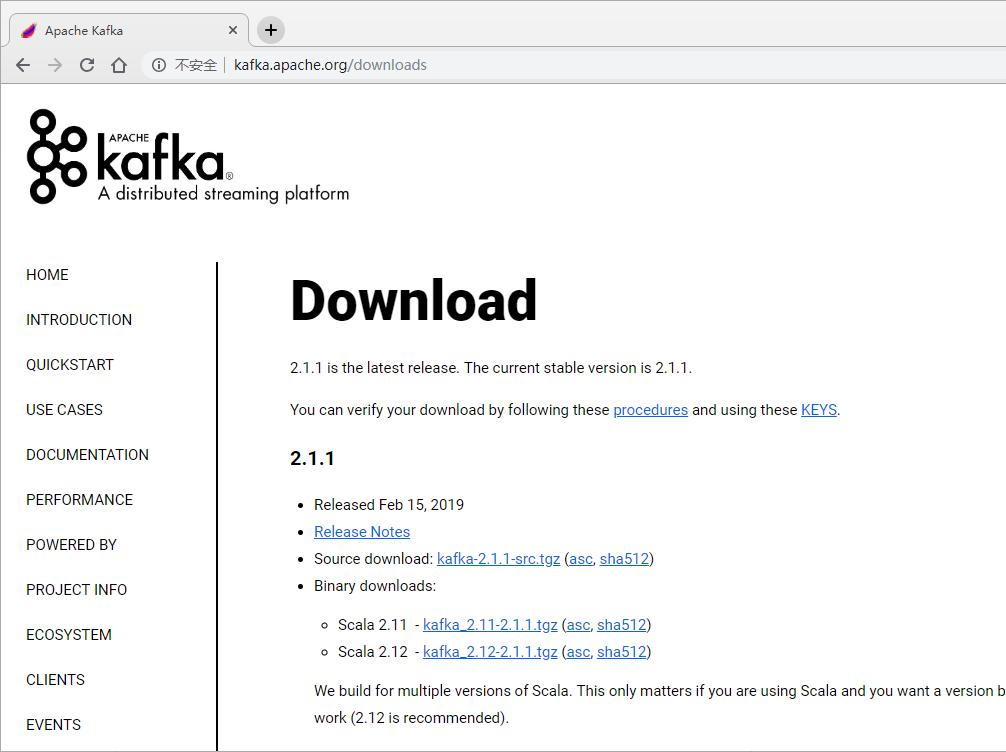 Apache Kafka
不安全 kafka.apache.org/downloads
APACHE
kafka®
A distributed streaming platform
HOME
INTRODUCTION
QUICKSTART
USE CASES
DOCUMENTATION
PERFORMANCE
POWERED BY
PROJECT INFO
ECOSYSTEM
CLIENTS
EVENTS
Download
2.1.1 is the latest release. The current stable version is 2.1.1.
You can verify your download by following these procedures and using these KEYS.
2.1.1
• Released Feb 15, 2019
• Release Notes
• Source download: kafka-2.1.1-src.tgz (asc, sha512)
• Binary downloads:
◦ Scala 2.11 - kafka_2.11-2.1.1.tgz (asc, sha512)
◦ Scala 2.12 - kafka_2.12-2.1.1.tgz (asc, sha512)
We build for multiple versions of Scala. This only matters if you are using Scala and you want a version b
work (2.12 is recommended).